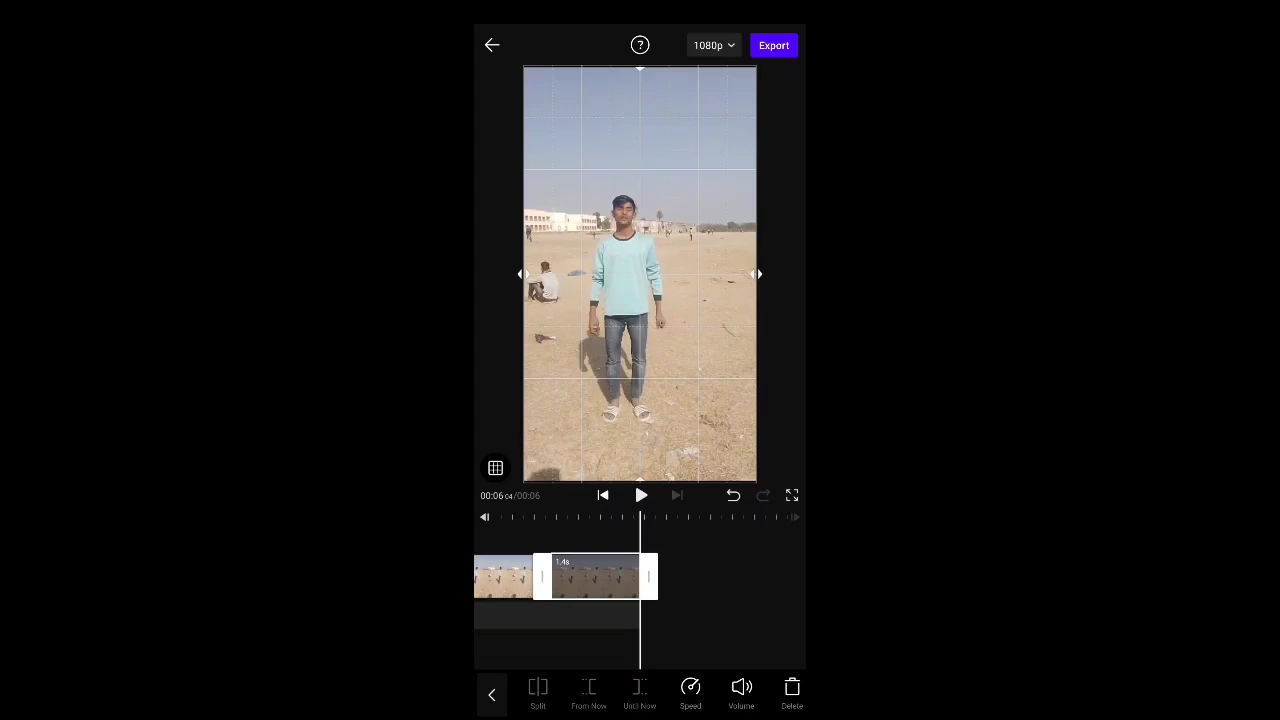 ?
1080p
Export
00:06 04/00:06
1.4s
Split
From Now
Until Now
Speed
Volume
Delete